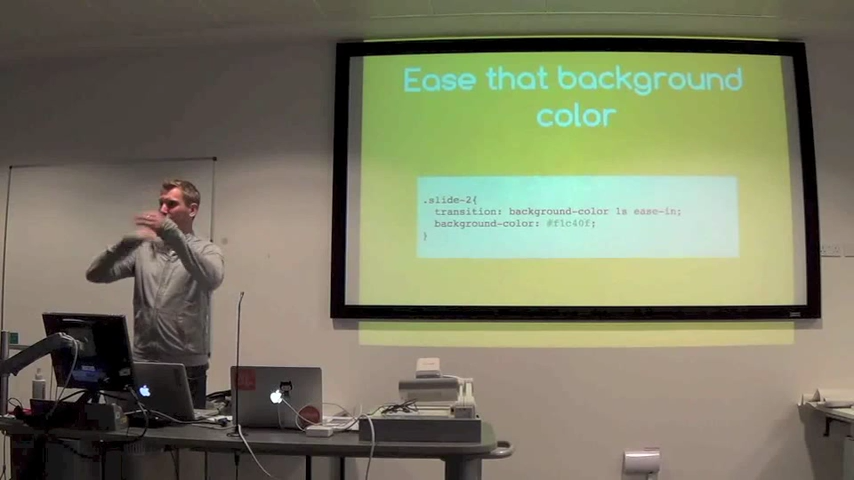 Ease that background
color
.slide-2{
transition: background-color 1s ease-in;
background-color: #f1c40f;
}